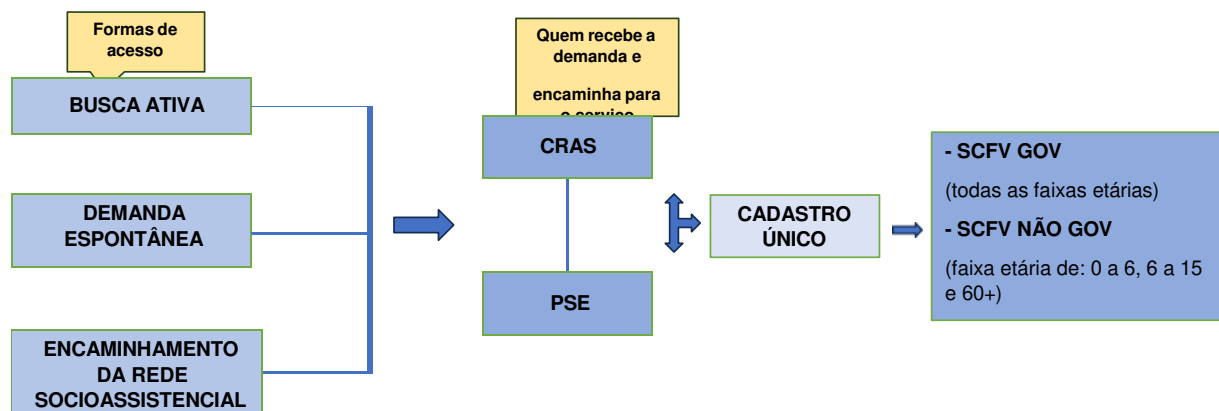 Formas de
acesso
BUSCA ATIVA
DEMANDA
ESPONTÂNEA
ENCAMINHAMENTO
DA REDE
SOCIOASSISTENCIAL
Quem recebe a
demanda e
encaminha para
o serviço
CRAS
PSE
CADASTRO
ÚNICO
- SCFV GOV
(todas as faixas etárias)
- SCFV NÃO GOV
(faixa etária de: 0 a 6, 6 a 15
e 60+)